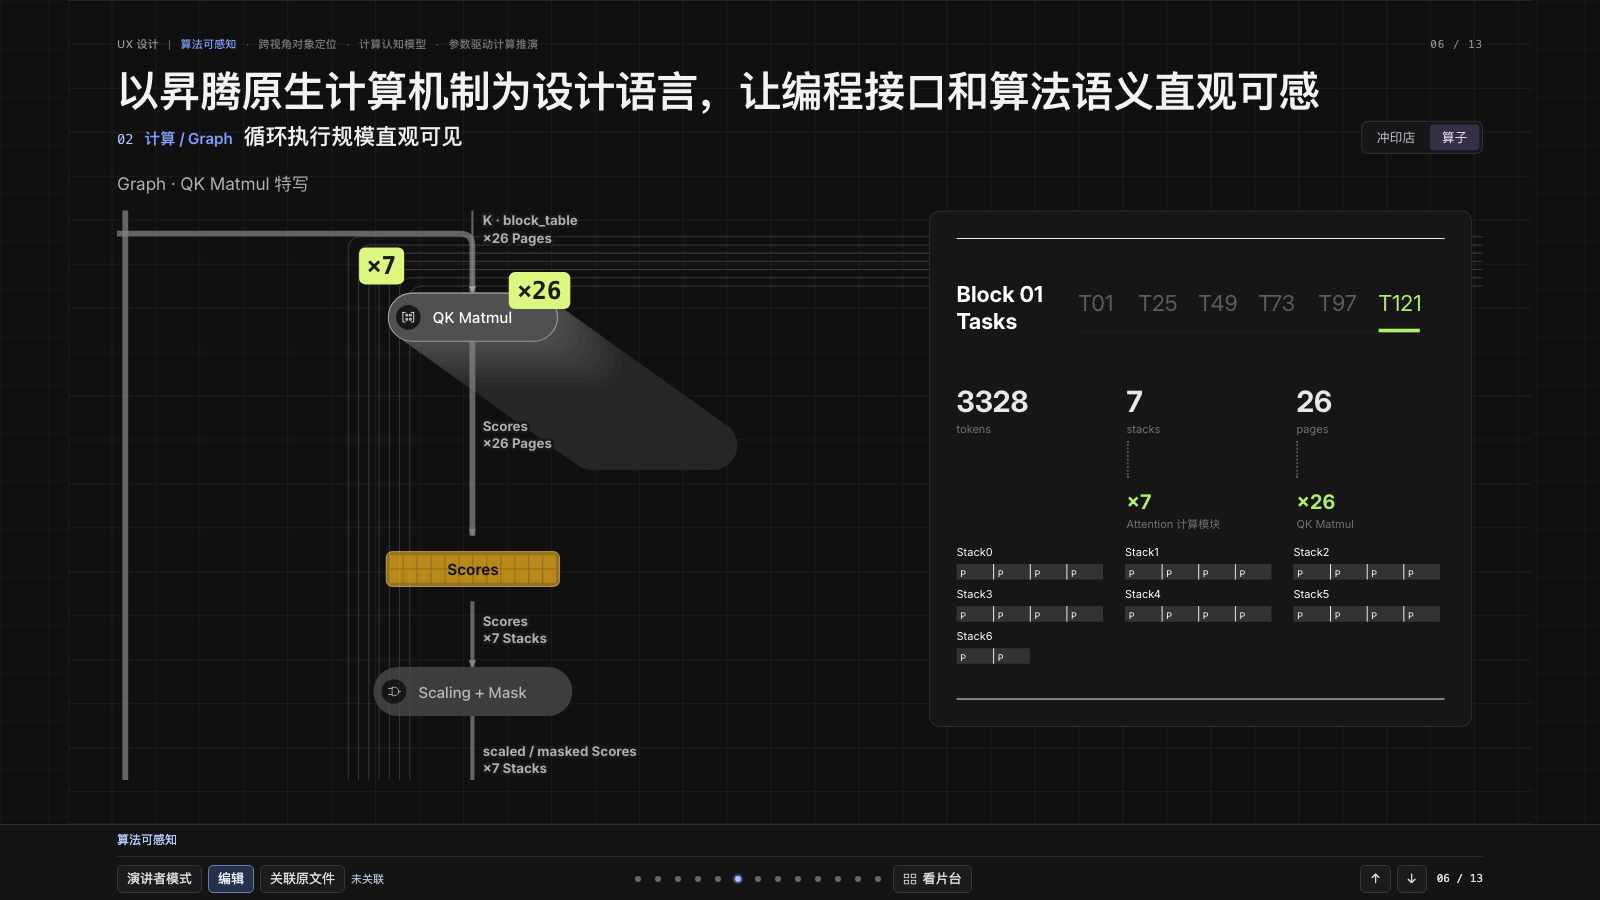 UX 设计 | 算法可感知 · 跨视角对象定位 · 计算认知模型 · 参数驱动计算推演
06 / 13
以昇腾原生计算机制为设计语言，让编程接口和算法语义直观可感
02 计算 / Graph 循环执行规模直观可见
冲印店 算子
Graph · QK Matmul 特写
K · block_table
×26 Pages
×7
×26
QK Matmul
Scores
×26 Pages
Scores
Scores
×7 Stacks
Scaling + Mask
scaled / masked Scores
×7 Stacks
Block 01
Tasks
T01 T25 T49 T73 T97 T121
3328 7 26
tokens stacks pages
×7 ×26
Attention 计算模块 QK Matmul
Stack0 Stack1 Stack2
P P P P P P P P P P P P
Stack3 Stack4 Stack5
P P P P P P P P P P P P
Stack6
P P
算法可感知
演讲者模式 编辑 关联原文件 未关联
看片台
↑ ↓ 06 / 13